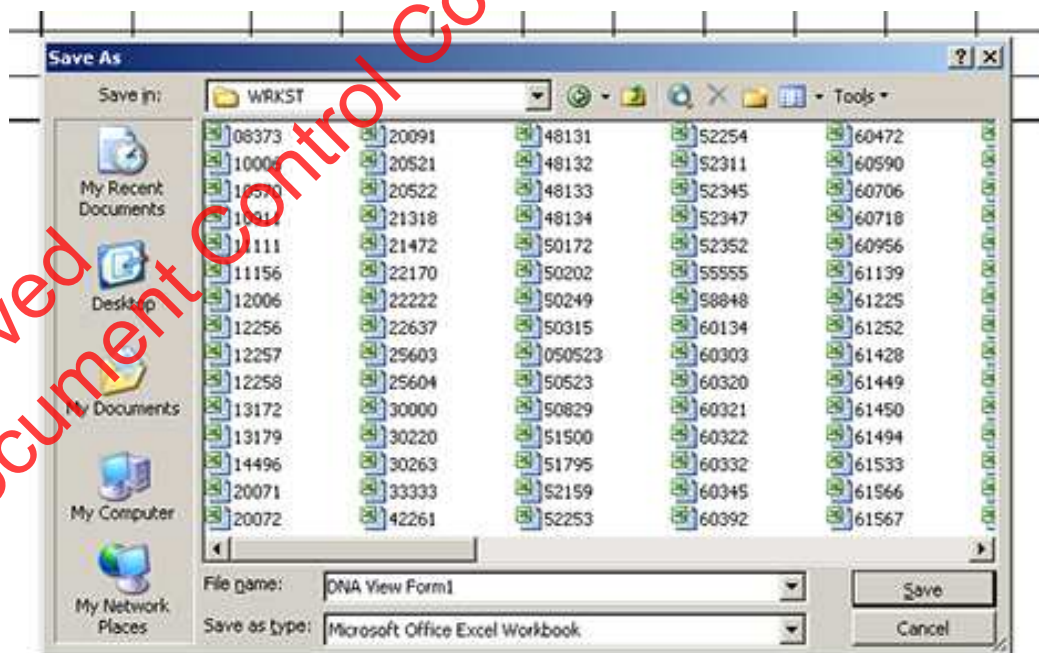 Save As
Save in:
WRKST
Tools
My Recent
Documents
Desktop
My Documents
My Computer
My Network
Places
08373 20091 48131 52254 60472
10006 20521 48132 52311 60590
10570 20522 48133 52345 60706
21318 48134 52347 60718
11111 21472 50172 52352 60956
11156 22170 50202 55555 61139
12006 22222 50249 58848 61225
12256 22637 50315 60134 61252
12257 25603 050523 60303 61428
12258 25604 50523 60320 61449
13172 30000 50829 60321 61450
13179 30220 51500 60322 61494
14496 30263 51795 60332 61533
20071 33333 52159 60345 61566
20072 42261 52253 60392 61567
File name:
DNA View Form1
Save
Save as type:
Microsoft Office Excel Workbook
Cancel
Control